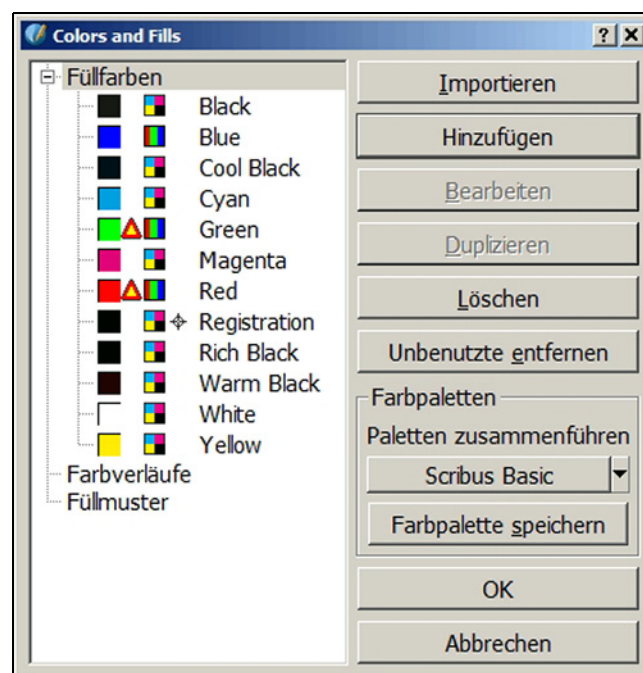 Colors and Fills
Füllfarben
Black
Blue
Cool Black
Cyan
Green
Magenta
Red
Registration
Rich Black
Warm Black
White
Yellow
Farbverläufe
Füllmuster
Importieren
Hinzufügen
Bearbeiten
Duplizieren
Löschen
Unbenutzte entfernen
Farbpaletten
Paletten zusammenführen
Scribus Basic
Farbpalette speichern
OK
Abbrechen